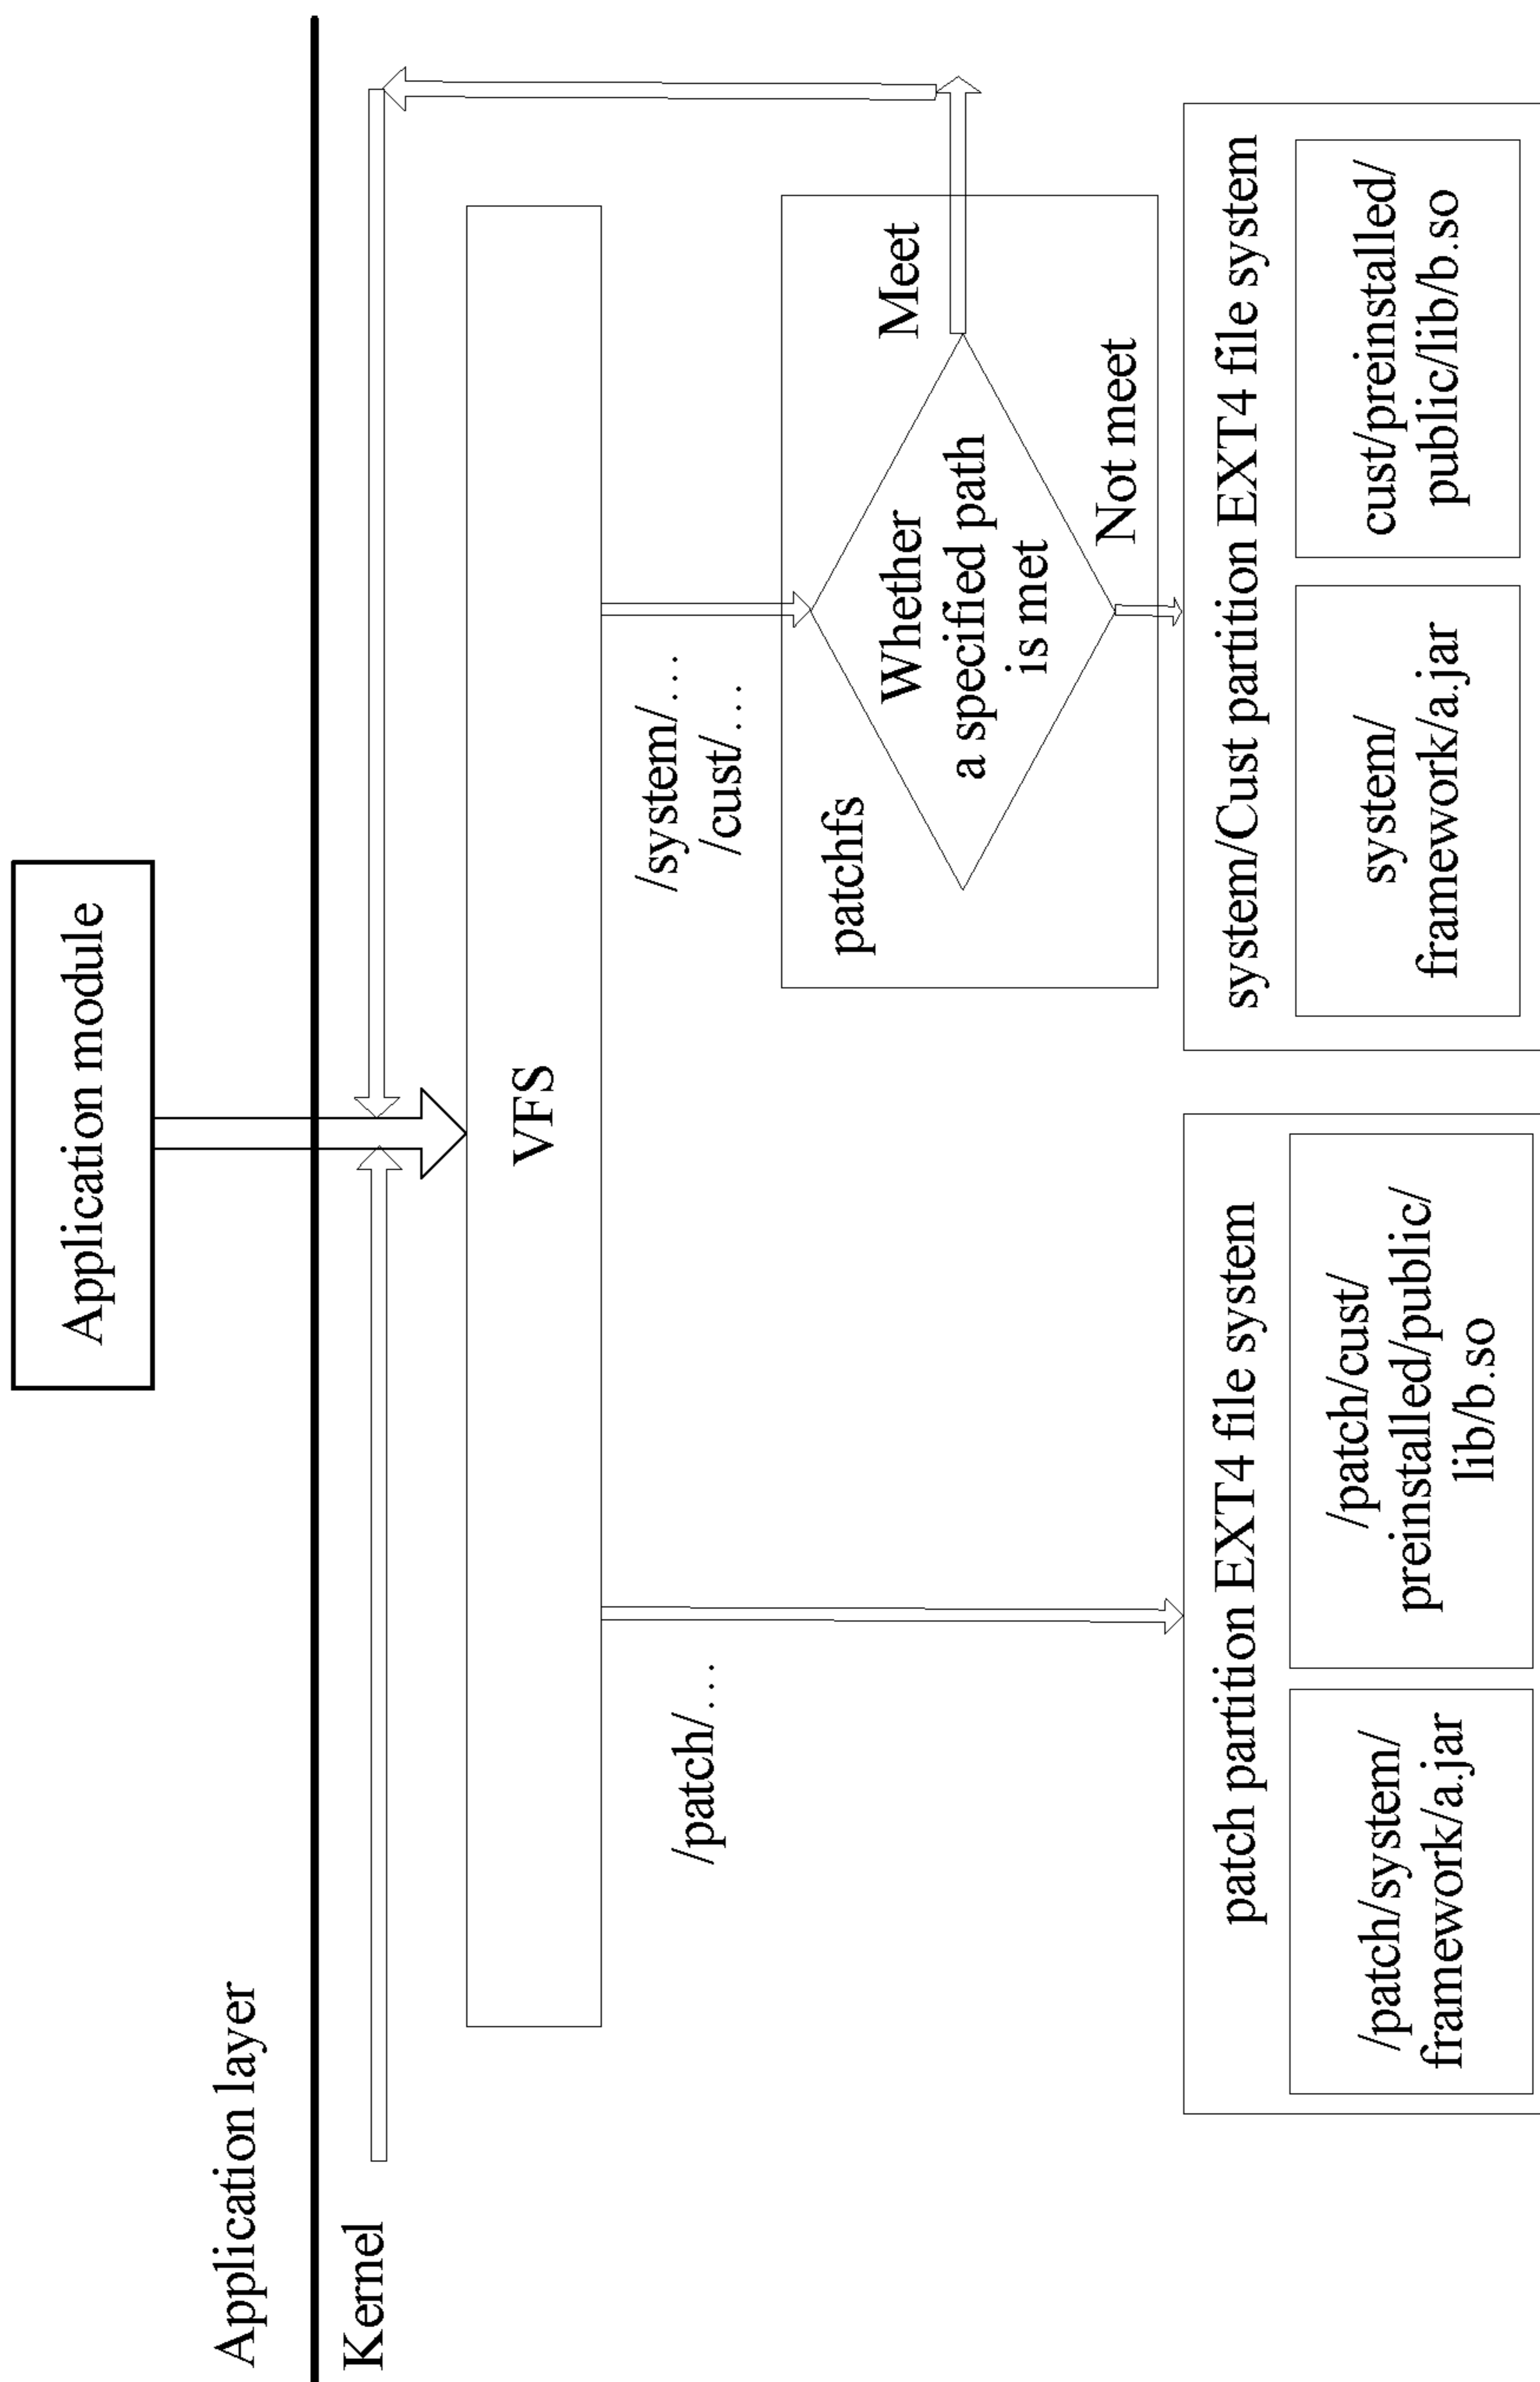 Application module
Application layer
Kernel
VFS
/patch/...
/system/...
/cust/...
patchfs
Whether
a specified path
is met
Meet
Not meet
patch partition EXT4 file system
/patch/system/
framework/a.jar
/patch/cust/
preinstalled/public/
lib/b.so
system/Cust partition EXT4 file system
system/
framework/a.jar
cust/preinstalled/
public/lib/b.so